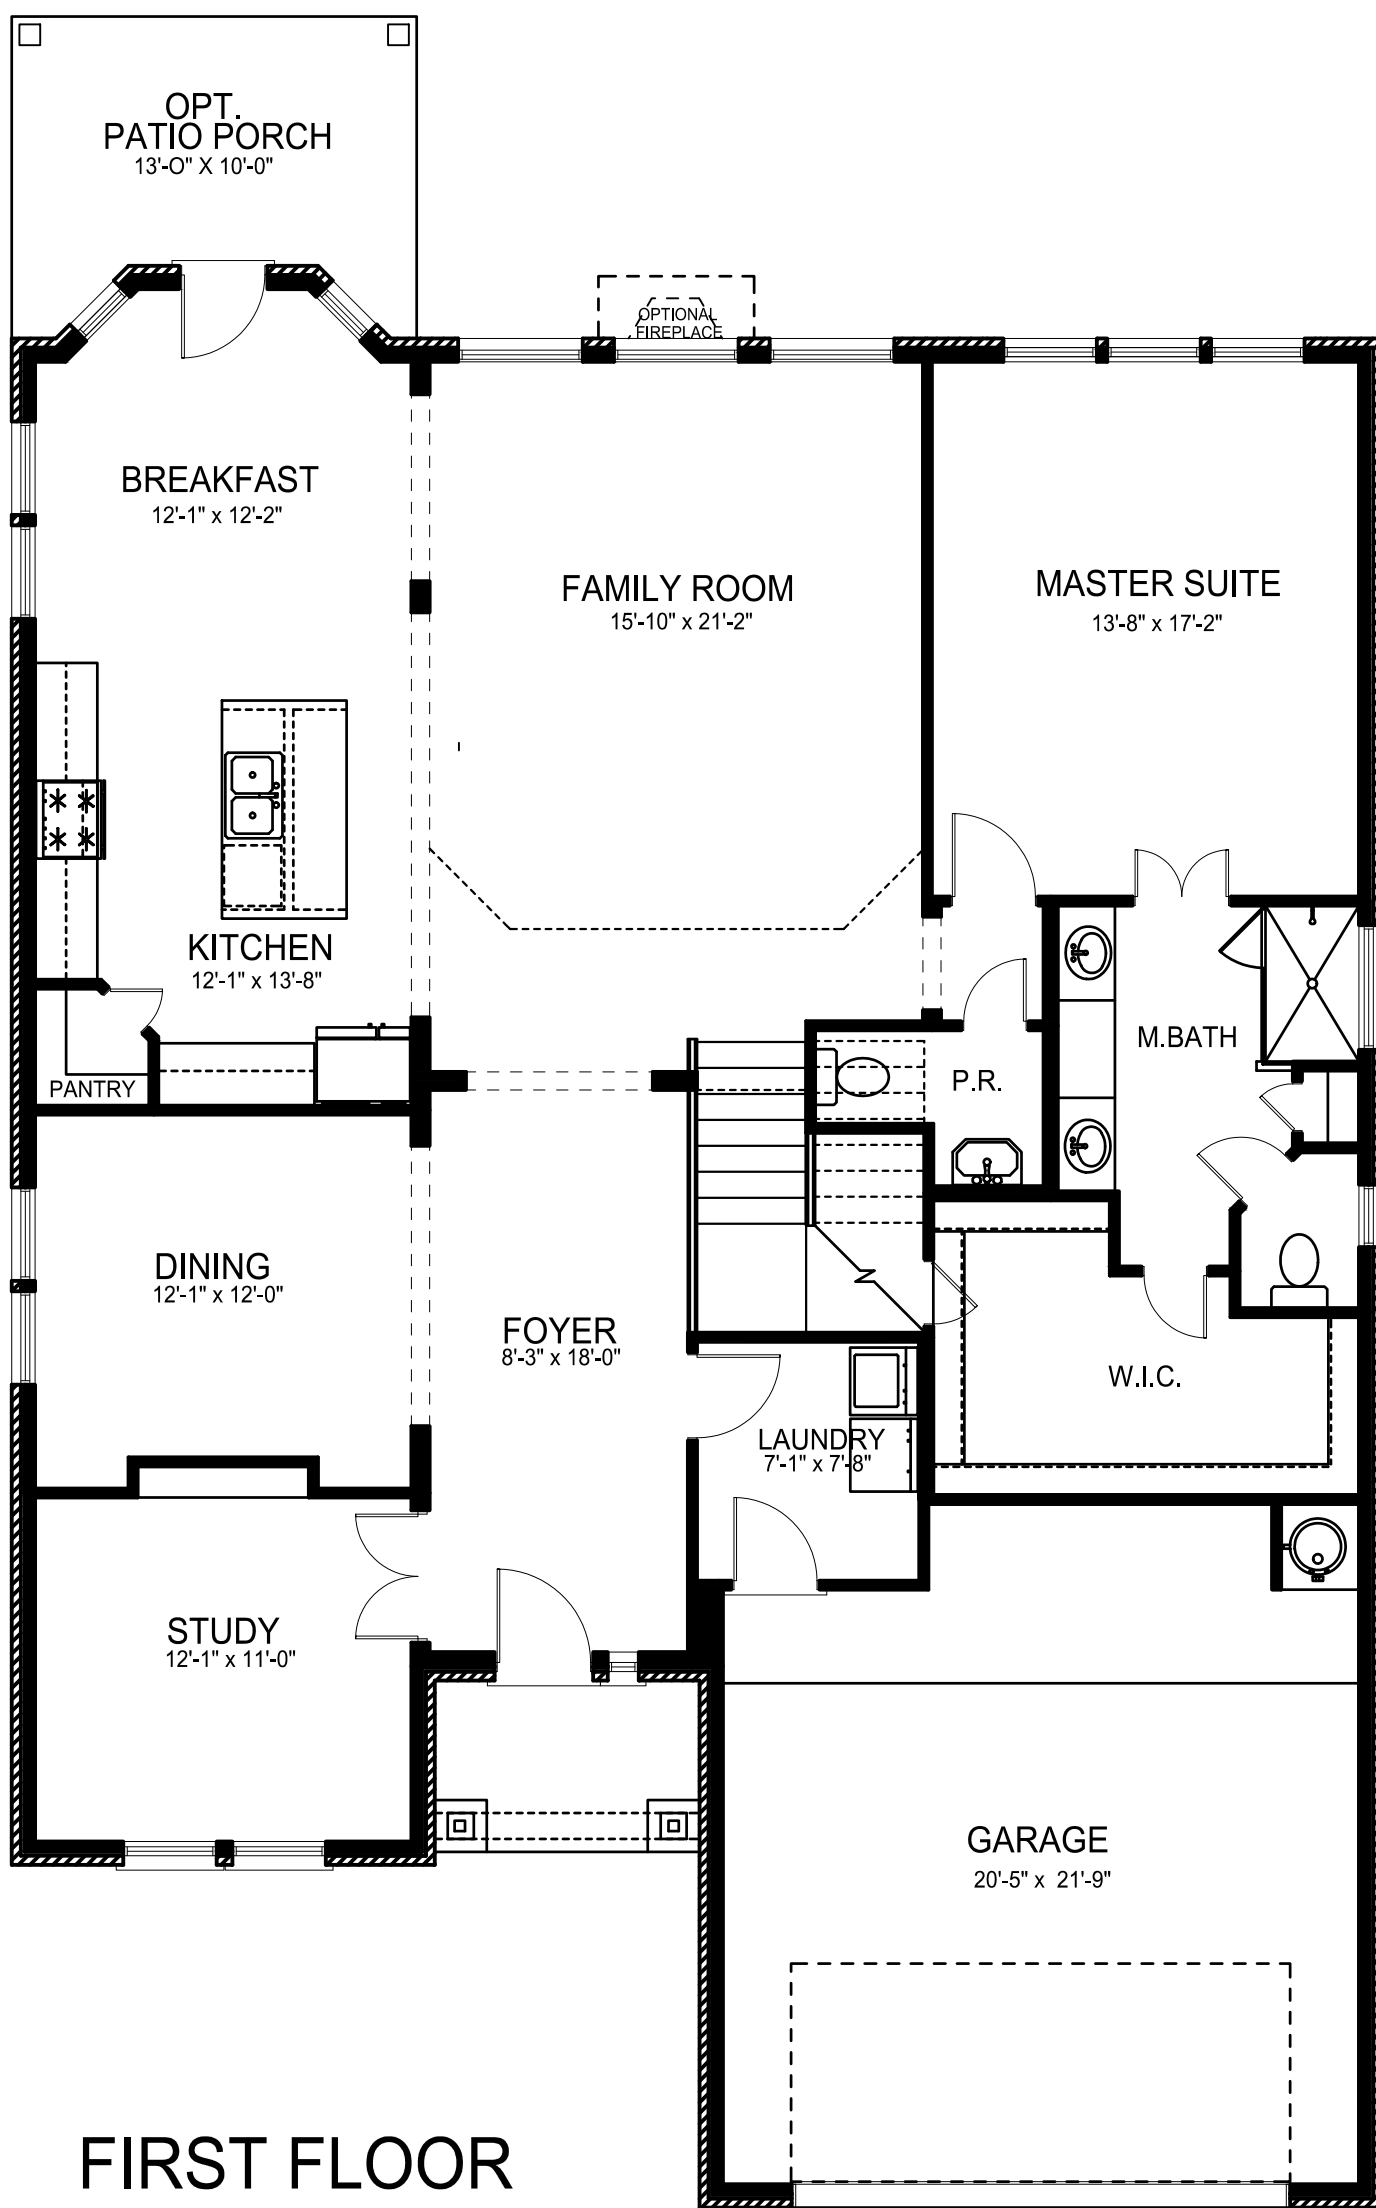 OPT.
PATIO PORCH
13'-O" X 10'-0"
OPTIONAL
FIREPLACE
BREAKFAST
12'-1" x 12'-2"
FAMILY ROOM
15'-10" x 21'-2"
MASTER SUITE
13'-8" x 17'-2"
KITCHEN
12'-1" x 13'-8"
M.BATH
P.R.
PANTRY
DINING
12'-1" x 12'-0"
FOYER
8'-3" x 18'-0"
W.I.C.
LAUNDRY
7'-1" x 7'-8"
STUDY
12'-1" x 11'-0"
GARAGE
20'-5" x 21'-9"
FIRST FLOOR